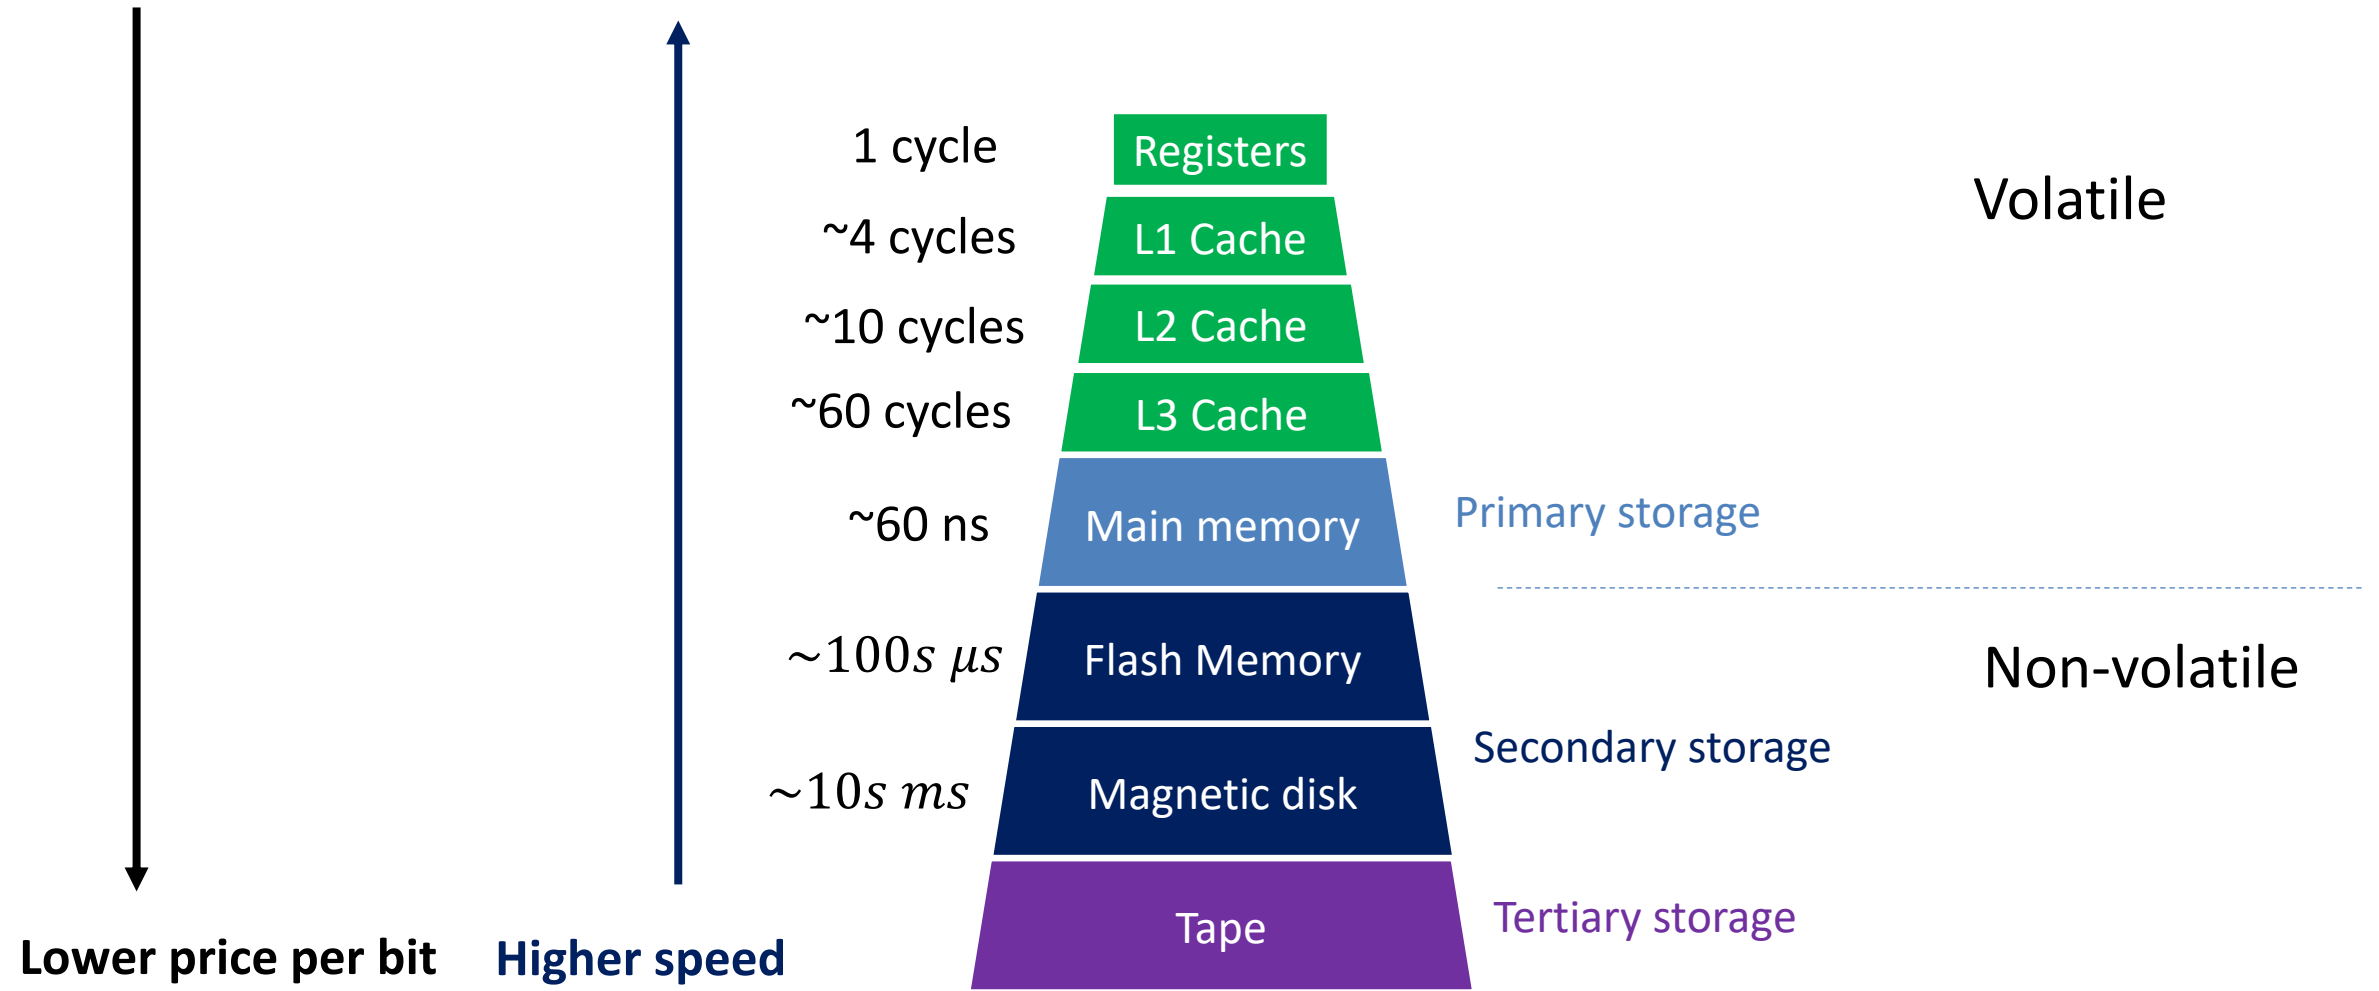 1 cycle
Registers
Volatile
~4 cycles
L1 Cache
~10 cycles
L2 Cache
~60 cycles
L3 Cache
~60 ns
Main memory
Primary storage
~100s μs
Flash Memory
Non-volatile
Secondary storage
~10s ms
Magnetic disk
Tape
Tertiary storage
Lower price per bit
Higher speed